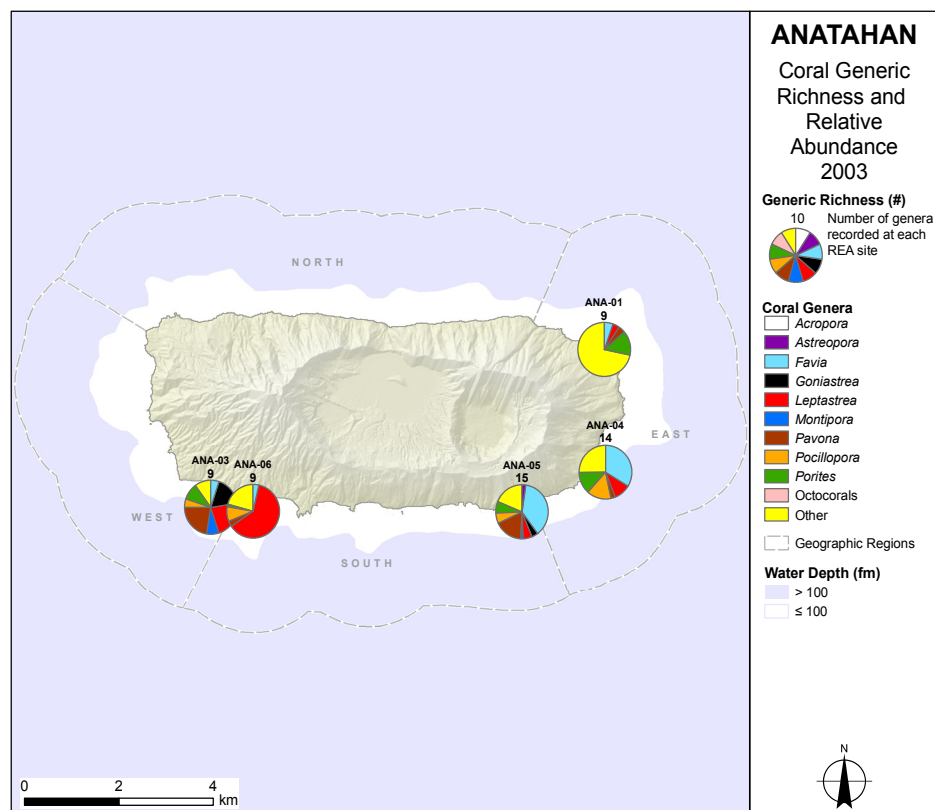 ANATAHAN
Coral Generic
Richness and
Relative
Abundance
2003
Generic Richness (#)
10
Number of genera
recorded at each
REA site
Coral Genera
Acropora
Astreopora
Favia
Goniastrea
Leptastrea
Montipora
Pavona
Pocillopora
Porites
Octocorals
Other
Geographic Regions
Water Depth (fm)
> 100
≤ 100
N
NORTH
ANA-01
9
EAST
ANA-04
14
ANA-03
9
ANA-06
9
ANA-05
15
WEST
SOUTH
0 2 4
km